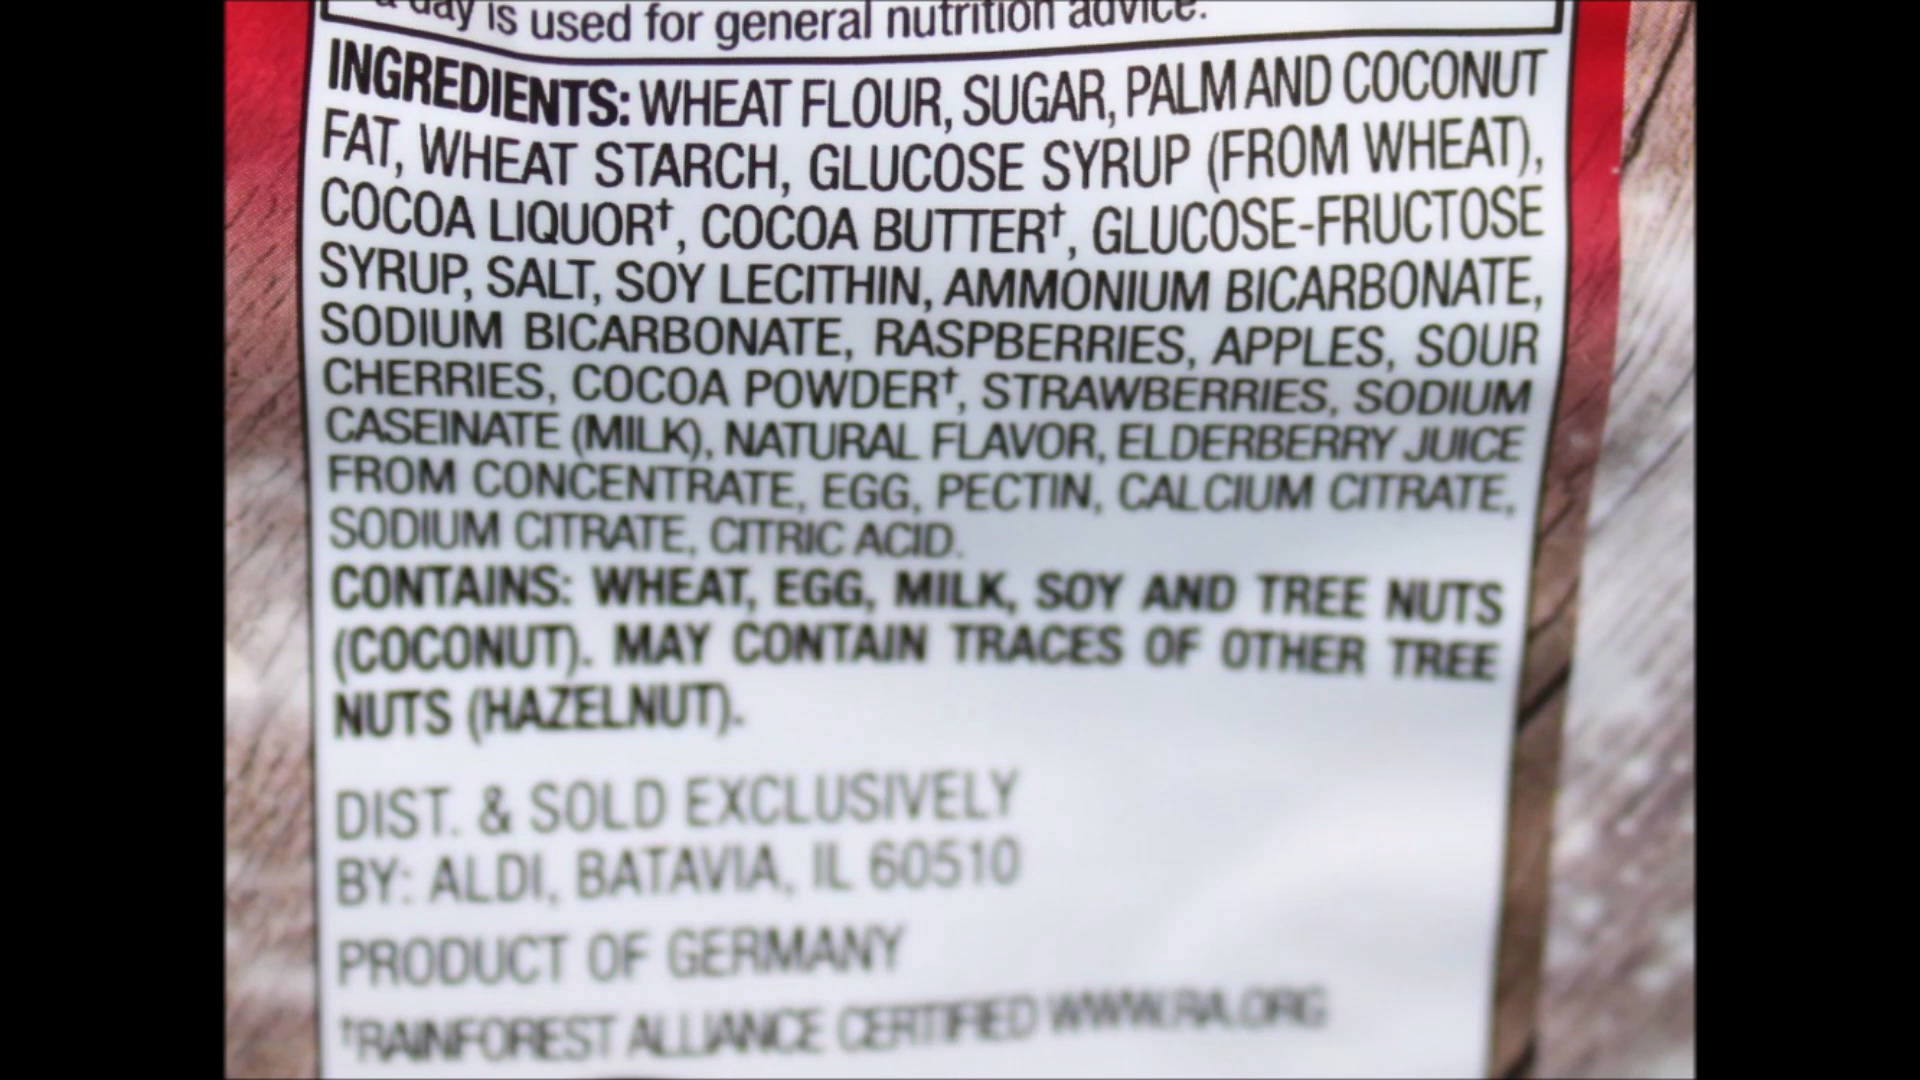 a day is used for general nutrition advice.
INGREDIENTS: WHEAT FLOUR, SUGAR, PALM AND COCONUT
FAT, WHEAT STARCH, GLUCOSE SYRUP (FROM WHEAT),
COCOA LIQUOR†, COCOA BUTTER†, GLUCOSE-FRUCTOSE
SYRUP, SALT, SOY LECITHIN, AMMONIUM BICARBONATE,
SODIUM BICARBONATE, RASPBERRIES, APPLES, SOUR
CHERRIES, COCOA POWDER†, STRAWBERRIES, SODIUM
CASEINATE (MILK), NATURAL FLAVOR, ELDERBERRY JUICE
FROM CONCENTRATE, EGG, PECTIN, CALCIUM CITRATE,
SODIUM CITRATE, CITRIC ACID.
CONTAINS: WHEAT, EGG, MILK, SOY AND TREE NUTS
(COCONUT). MAY CONTAIN TRACES OF OTHER TREE
NUTS (HAZELNUT).
DIST. & SOLD EXCLUSIVELY
BY: ALDI, BATAVIA, IL 60510
PRODUCT OF GERMANY
†RAINFOREST ALLIANCE CERTIFIED WWW.RA.ORG